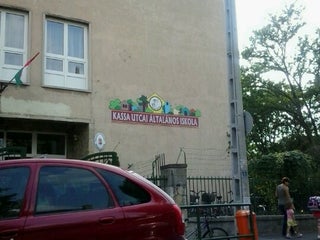 KASSA UTCAI ÁLTALÁNOS ISKOLA